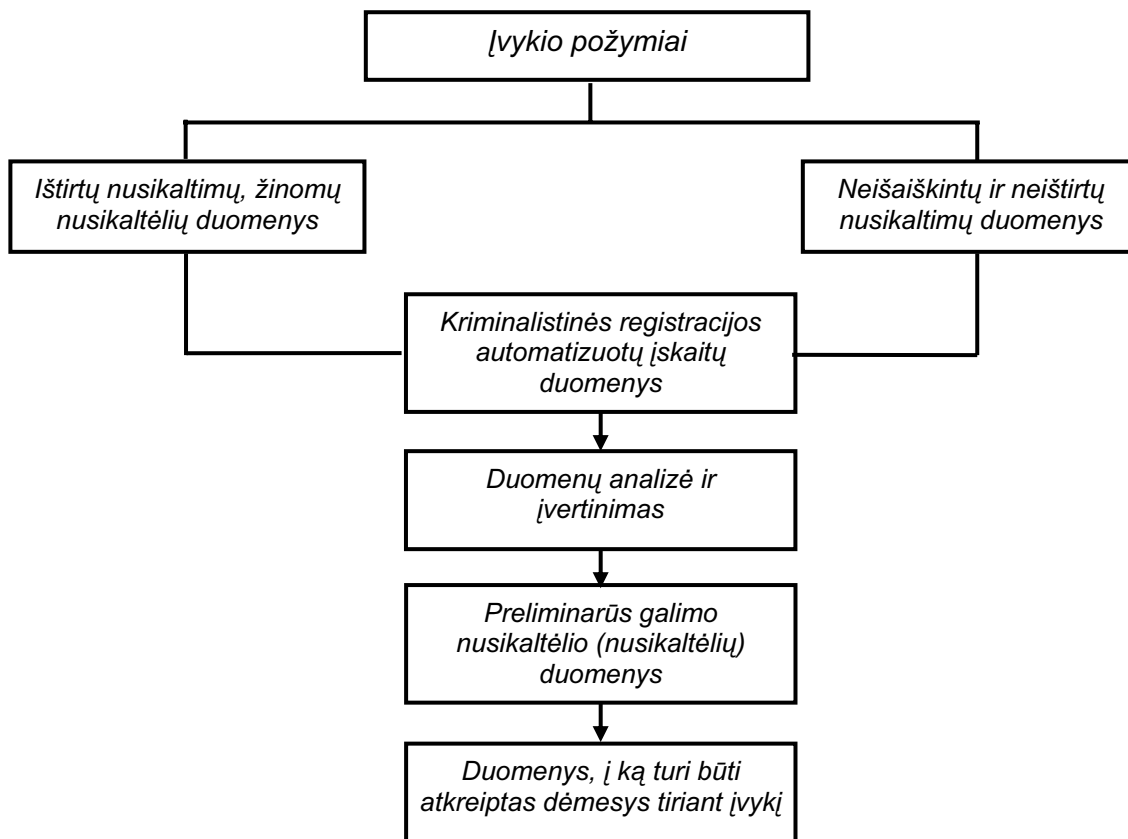 Įvykio požymiai
Ištirtų nusikaltimų, žinomų
nusikaltėlių duomenys
Neišaiškintų ir neištirtų
nusikaltimų duomenys
Kriminalistinės registracijos
automatizuotų įskaitų
duomenys
Duomenų analizė ir
įvertinimas
Preliminarūs galimo
nusikaltėlio (nusikaltėlių)
duomenys
Duomenys, į ką turi būti
atkreiptas dėmesys tiriant įvykį